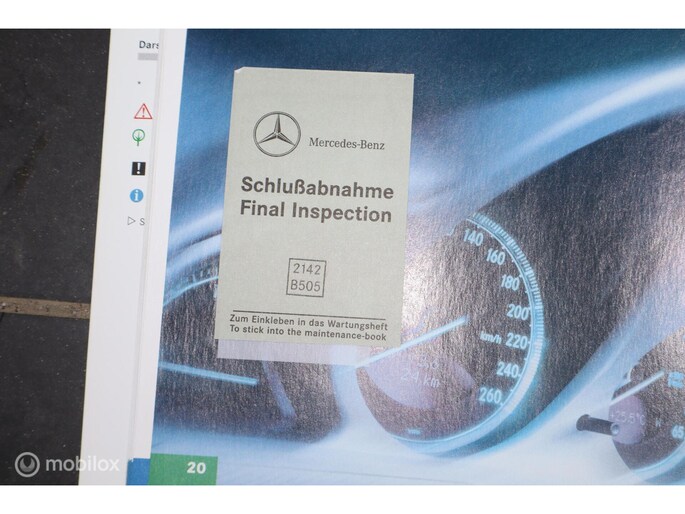 Dars
Mercedes-Benz
Schlußabnahme
Final Inspection
2142
B505
Zum Einkleben in das Wartungsheft
To stick into the maintenance-book
140
160
180
200
km/h
220
240
260
! 
i
S
20
mobilox